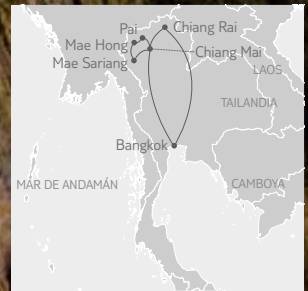 Pai
Chiang Rai
Mae Hong
Chiang Mai
Mae Sariang
LAOS
TAILANDIA
Bangkok
MAR DE ANDAMÁN
CAMBOYA